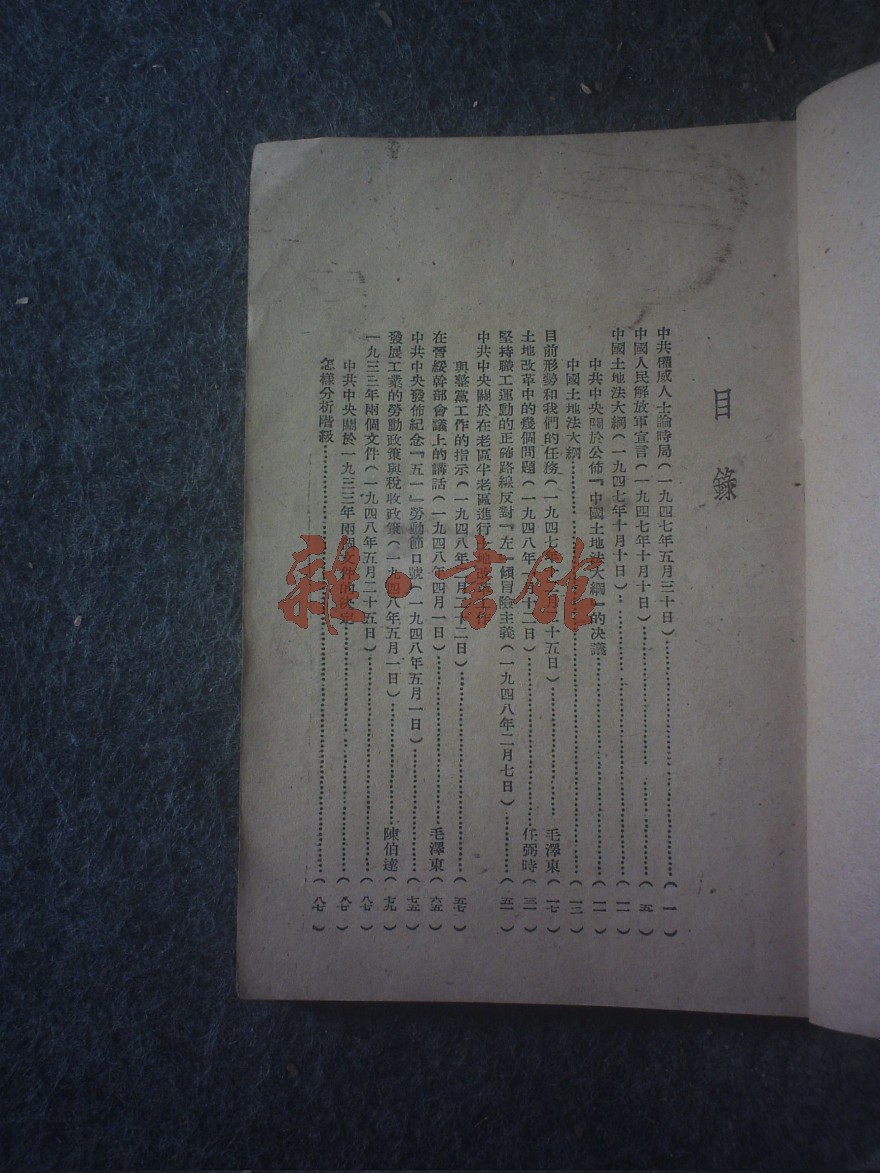 目錄
中共權威人士論時局(一九四七年五月三十日)……(一)
中國人民解放軍宣言(一九四七年十月十日)……(五)
中國土地法大綱(一九四七年十月十日)……(一一)
中共中央關於公佈『中國土地法大綱』的決議……(一一)
中國土地法大綱……(一三)
目前形勢和我們的任務(一九四七年十二月二十五日)……毛澤東(一七)
土地改革中的幾個問題(一九四八年一月十二日)……任弼時(三一)
堅持職工運動的正確路線反對『左』傾冒險主義(一九四八年二月七日)……(五一)
中共中央關於在老區半老區進行土地改革工作
與整黨工作的指示(一九四八年二月二十二日)……(五七)
在晉綏幹部會議上的講話(一九四八年四月一日)……毛澤東(六五)
中共中央發佈紀念『五一』勞動節口號(一九四八年五月一日)……(七五)
發展工業的勞動政策與稅收政策(一九四八年五月一日)……陳伯達(七九)
一九三三年兩個文件(一九四八年五月二十五日)……(八七)
中共中央關於一九三三年兩個文件的決定……(八七)
怎樣分析階級……(八七)
雜·書館